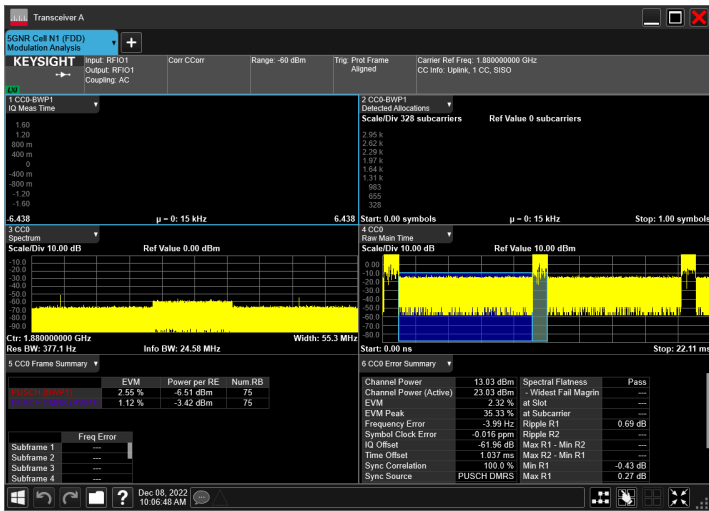 Transceiver A
5GNR Cell N1 (FDD)
Modulation Analysis
KEYSIGHT
LXI
Input: RFIO1
Output: RFIO1
Coupling: AC
Corr CCorr
Range: -60 dBm
Trig: Prot Frame
Aligned
Carrier Ref Freq: 1.880000000 GHz
CC Info: Uplink, 1 CC, SISO
1 CC0-BWP1
IQ Meas Time
1.60
1.20
800 m
400 m
0
-400 m
-800 m
-1.20
-1.60
-6.438 μ = 0: 15 kHz 6.438
2 CC0-BWP1
Detected Allocations
Scale/Div 328 subcarriers Ref Value 0 subcarriers
2.95 k
2.62 k
2.29 k
1.97 k
1.64 k
1.31 k
983
655
328
Start: 0.00 symbols μ = 0: 15 kHz Stop: 1.00 symbols
3 CC0
Spectrum
Scale/Div 10.00 dB Ref Value 0.00 dBm
-10.0
-20.0
-30.0
-40.0
-50.0
-60.0
-70.0
-80.0
-90.0
Ctr: 1.880000000 GHz Width: 55.3 MHz
Res BW: 377.1 Hz Info BW: 24.58 MHz
4 CC0
Raw Main Time
Scale/Div 10.00 dB Ref Value 10.00 dBm
0.00
-10.0
-20.0
-30.0
-40.0
-50.0
-60.0
-70.0
-80.0
Start: 0.00 ns Stop: 22.11 ms
5 CC0 Frame Summary
EVM Power per RE Num.RB
PUSCH (BWP1) 2.55 % -6.51 dBm 75
1.12 % -3.42 dBm 75
Freq Error
Subframe 1 ---
Subframe 2 ---
Subframe 3 ---
Subframe 4 ---
6 CC0 Error Summary
Channel Power 13.03 dBm Spectral Flatness Pass
Channel Power (Active) 23.03 dBm - Widest Fail Magrin ---
EVM 2.32 % at Slot ---
EVM Peak 35.33 % at Subcarrier ---
Frequency Error -3.99 Hz Ripple R1 0.69 dB
Symbol Clock Error -0.016 ppm Ripple R2 ---
IQ Offset -61.96 dB Max R1 - Min R2 ---
Time Offset 1.037 ms Max R2 - Min R1 ---
Sync Correlation 100.0 % Min R1 -0.43 dB
Sync Source PUSCH DMRS Max R1 0.27 dB
Dec 08, 2022
10:06:48 AM